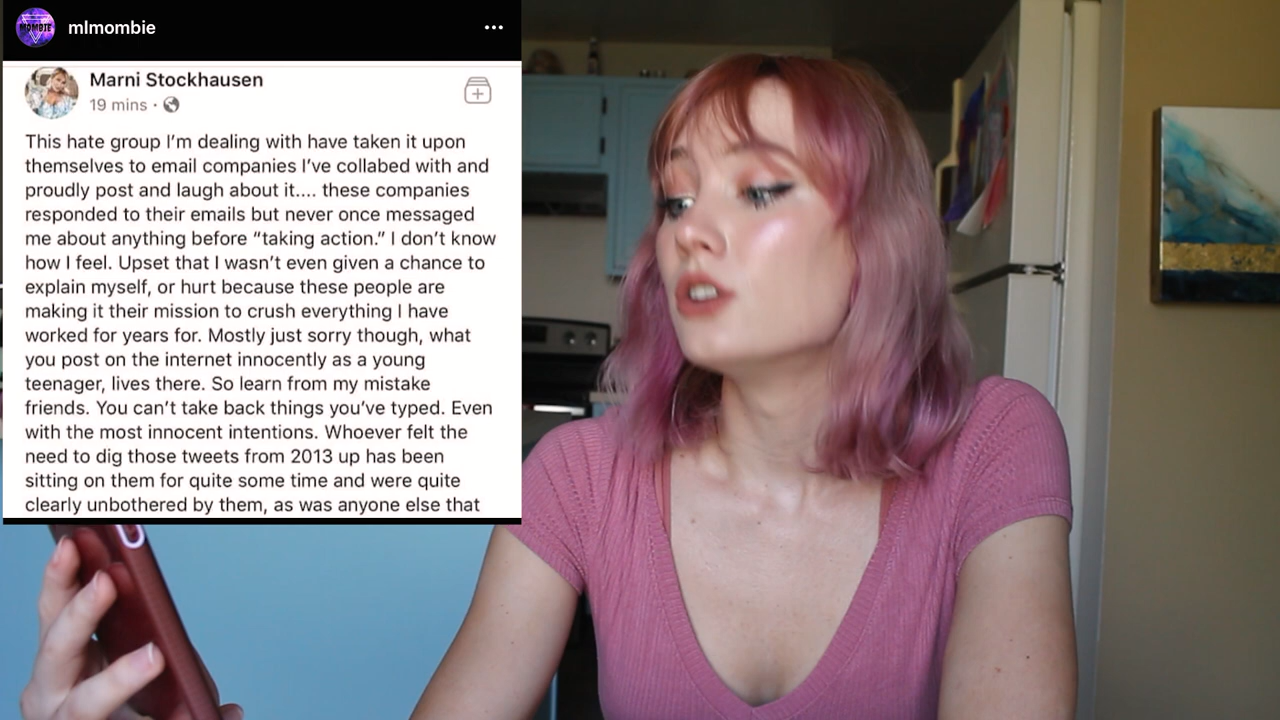 MOMBIE
mlmombie
Marni Stockhausen
19 mins
This hate group I’m dealing with have taken it upon
themselves to email companies I’ve collabed with and
proudly post and laugh about it.... these companies
responded to their emails but never once messaged
me about anything before “taking action.” I don’t know
how I feel. Upset that I wasn’t even given a chance to
explain myself, or hurt because these people are
making it their mission to crush everything I have
worked for years for. Mostly just sorry though, what
you post on the internet innocently as a young
teenager, lives there. So learn from my mistake
friends. You can’t take back things you’ve typed. Even
with the most innocent intentions. Whoever felt the
need to dig those tweets from 2013 up has been
sitting on them for quite some time and were quite
clearly unbothered by them, as was anyone else that